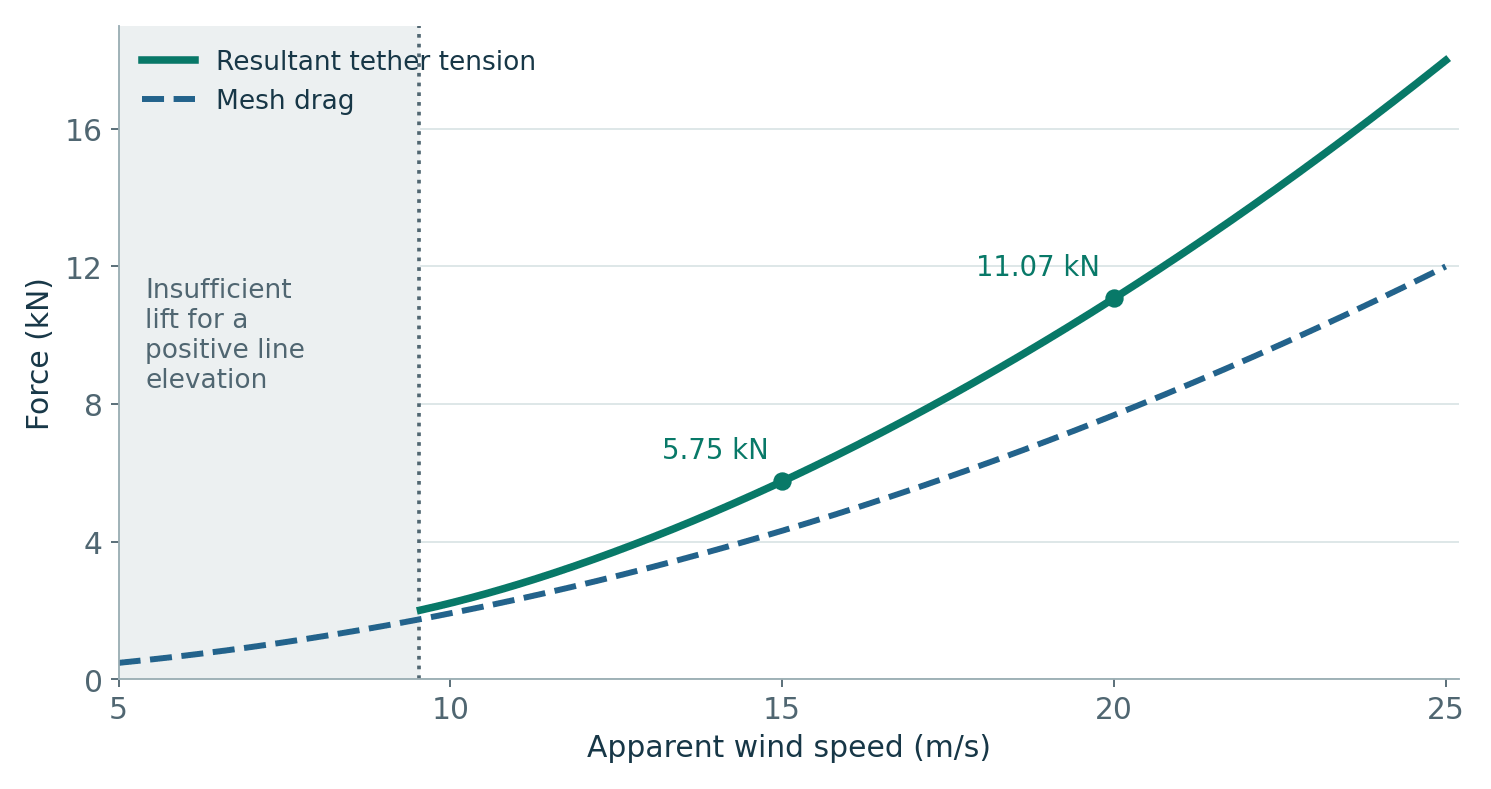 Resultant tether tension
Mesh drag
16
12
8
4
0
Force (kN)
Insufficient
lift for a
positive line
elevation
11.07 kN
5.75 kN
5
10
15
20
25
Apparent wind speed (m/s)